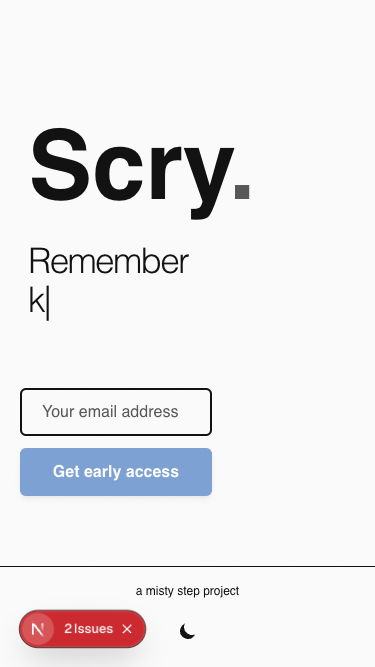 Scry.
Remember
k|
Your email address
Get early access
a misty step project
N 2 Issues ×